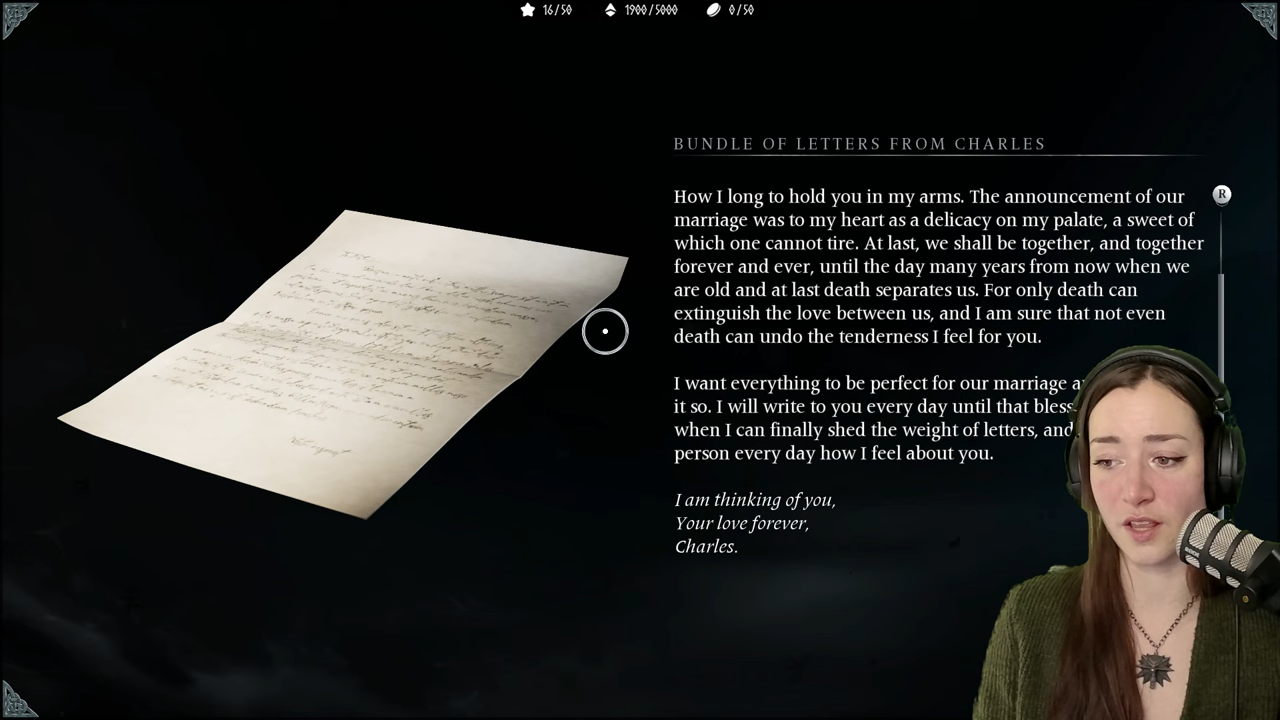 16/50 1900/5000 0/50
BUNDLE OF LETTERS FROM CHARLES
R
How I long to hold you in my arms. The announcement of our
marriage was to my heart as a delicacy on my palate, a sweet of
which one cannot tire. At last, we shall be together, and together
forever and ever, until the day many years from now when we
are old and at last death separates us. For only death can
extinguish the love between us, and I am sure that not even
death can undo the tenderness I feel for you.
I want everything to be perfect for our marriage
it so. I will write to you every day until that
when I can finally shed the weight of letters, and
person every day how I feel about you.
I am thinking of you,
Your love forever,
Charles.